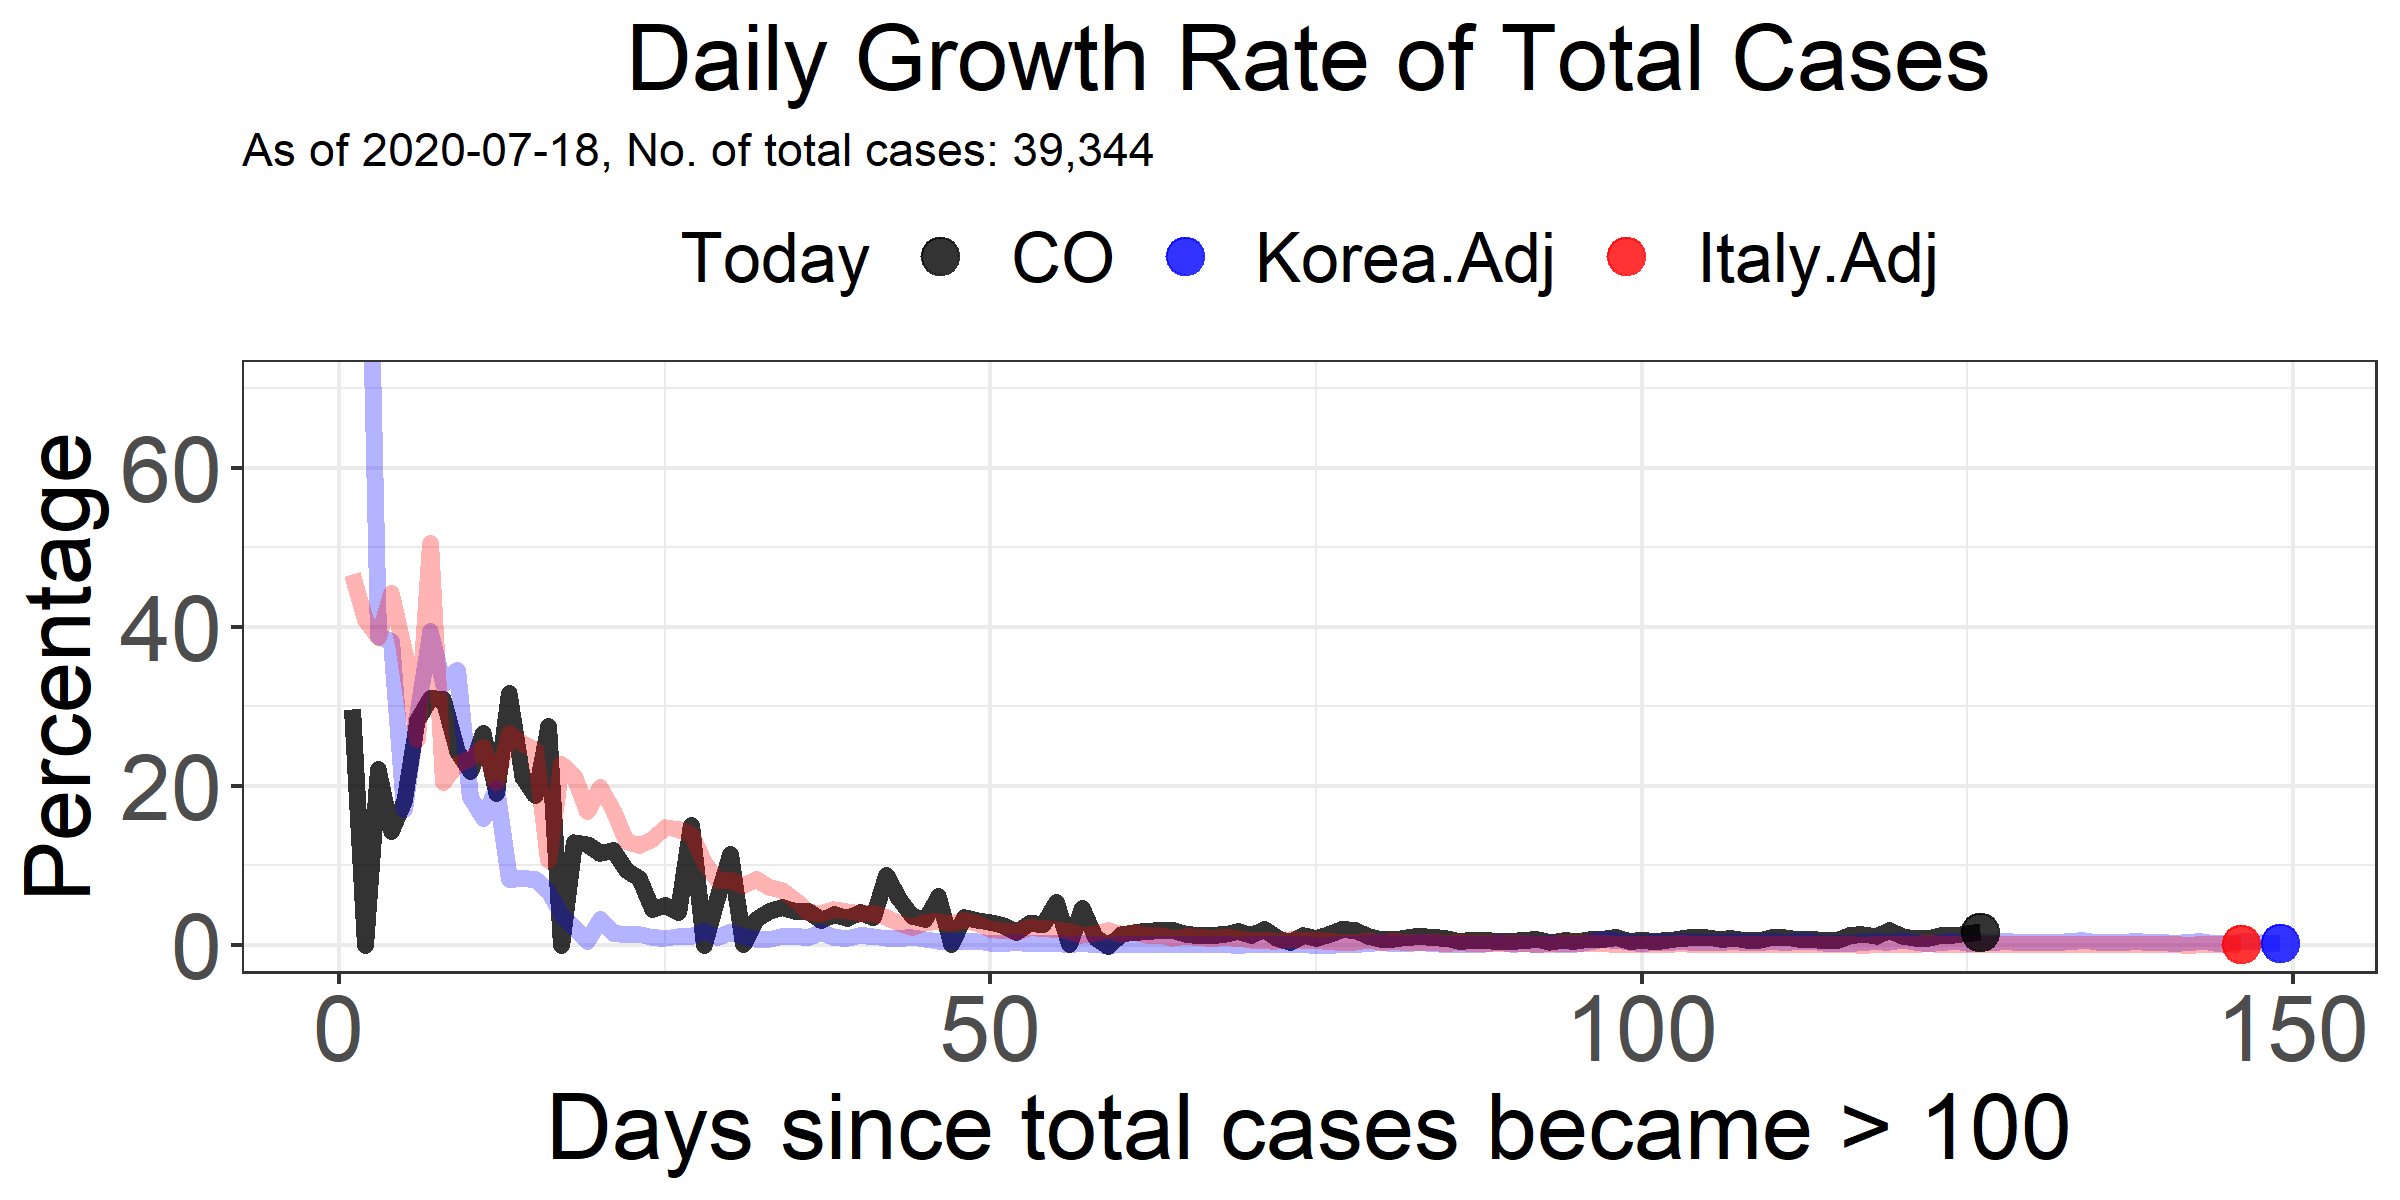 Daily Growth Rate of Total Cases
As of 2020-07-18, No. of total cases: 39,344
Today CO Korea.Adj Italy.Adj
Percentage
60
40
20
0
0 50 100 150
Days since total cases became > 100